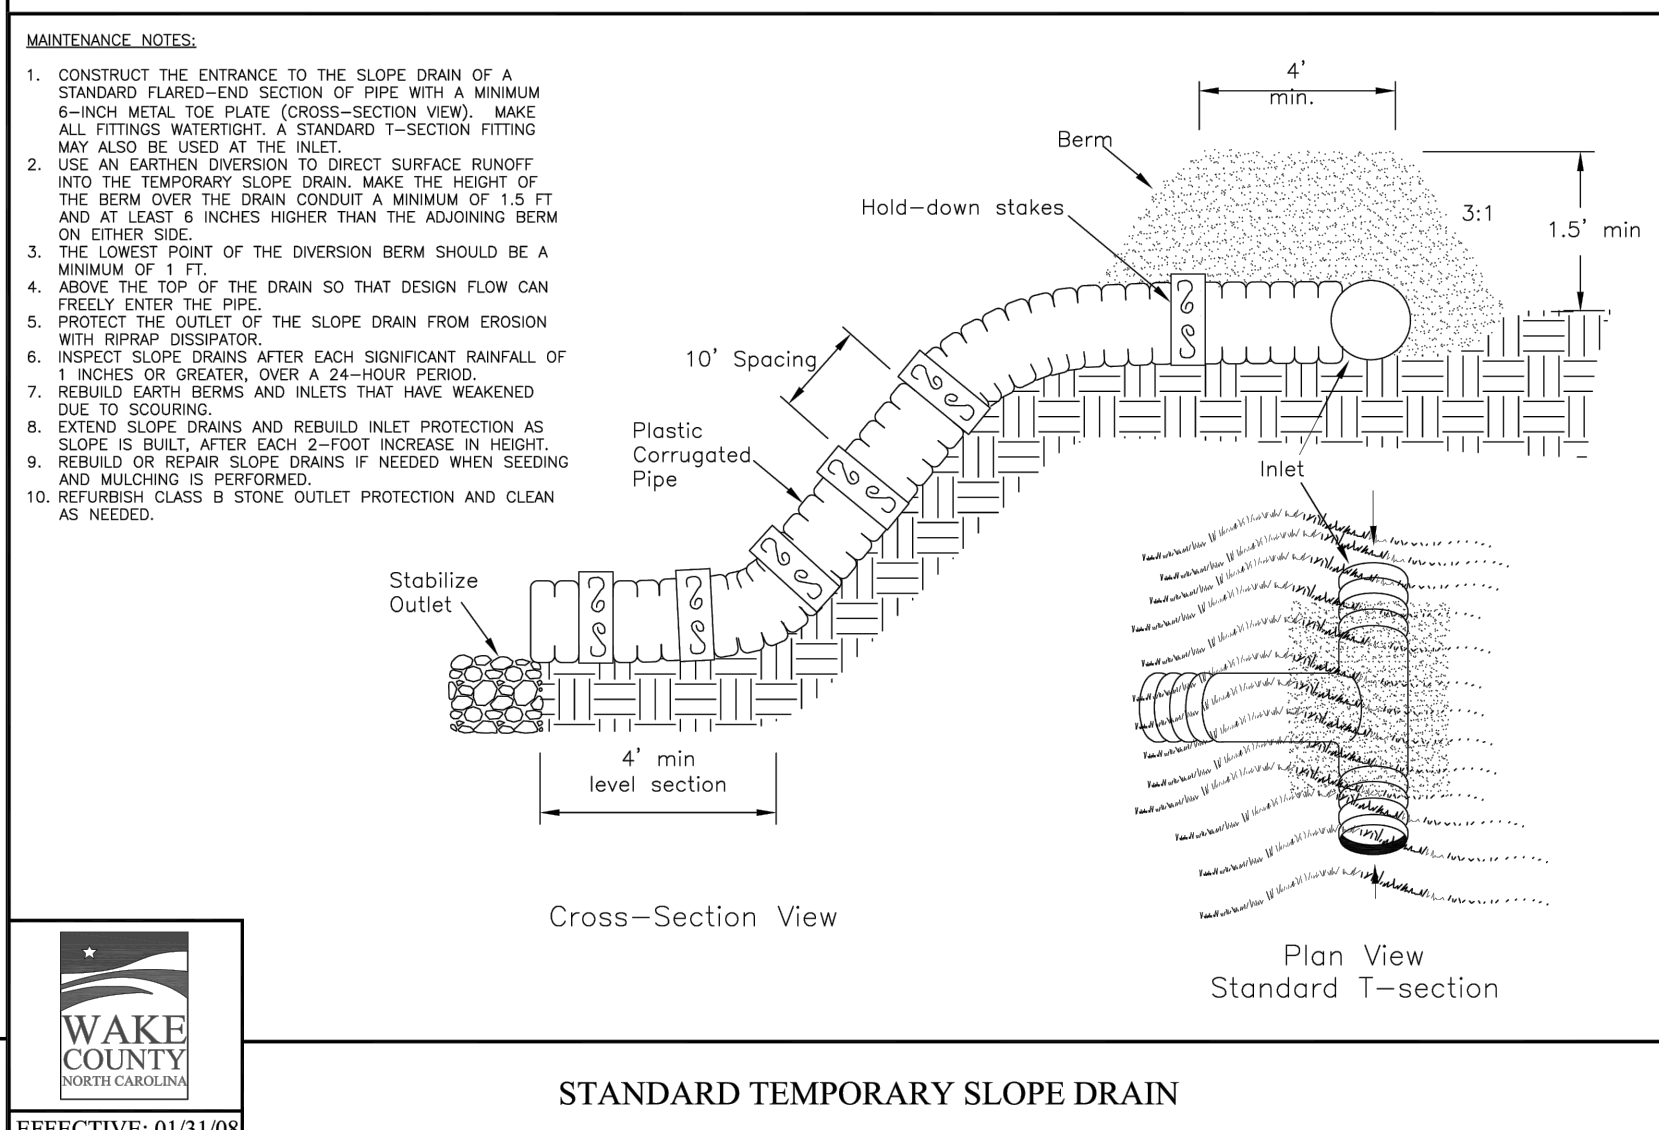 MAINTENANCE NOTES:
1. CONSTRUCT THE ENTRANCE TO THE SLOPE DRAIN OF A
STANDARD FLARED-END SECTION OF PIPE WITH A MINIMUM
6-INCH METAL TOE PLATE (CROSS-SECTION VIEW). MAKE
ALL FITTINGS WATERTIGHT. A STANDARD T-SECTION FITTING
MAY ALSO BE USED AT THE INLET.
2. USE AN EARTHEN DIVERSION TO DIRECT SURFACE RUNOFF
INTO THE TEMPORARY SLOPE DRAIN. MAKE THE HEIGHT OF
THE BERM OVER THE DRAIN CONDUIT A MINIMUM OF 1.5 FT
AND AT LEAST 6 INCHES HIGHER THAN THE ADJOINING BERM
ON EITHER SIDE.
3. THE LOWEST POINT OF THE DIVERSION BERM SHOULD BE A
MINIMUM OF 1 FT.
4. ABOVE THE TOP OF THE DRAIN SO THAT DESIGN FLOW CAN
FREELY ENTER THE PIPE.
5. PROTECT THE OUTLET OF THE SLOPE DRAIN FROM EROSION
WITH RIPRAP DISSIPATOR.
6. INSPECT SLOPE DRAINS AFTER EACH SIGNIFICANT RAINFALL OF
1 INCHES OR GREATER, OVER A 24-HOUR PERIOD.
7. REBUILD EARTH BERMS AND INLETS THAT HAVE WEAKENED
DUE TO SCOURING.
8. EXTEND SLOPE DRAINS AND REBUILD INLET PROTECTION AS
SLOPE IS BUILT, AFTER EACH 2-FOOT INCREASE IN HEIGHT.
9. REBUILD OR REPAIR SLOPE DRAINS IF NEEDED WHEN SEEDING
AND MULCHING IS PERFORMED.
10. REFURBISH CLASS B STONE OUTLET PROTECTION AND CLEAN
AS NEEDED.
4'
min.
Berm
Hold-down stakes
3:1
1.5' min
10' Spacing
Plastic
Corrugated
Pipe
Inlet
Stabilize
Outlet
4' min
level section
Cross-Section View
Plan View
Standard T-section
WAKE
COUNTY
NORTH CAROLINA
STANDARD TEMPORARY SLOPE DRAIN
EFFECTIVE: 01/31/08